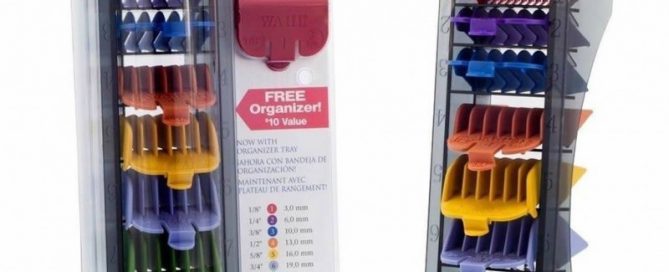 WAHL
FREE
Organizer!
$10 Value
NOW WITH
ORGANIZER TRAY
¡AHORA CON BANDEJA DE
ORGANIZACIÓN!
MAINTENANT AVEC
PLATEAU DE RANGEMENT!
1/8" 1 3,0 mm
1/4" 2 6,0 mm
3/8" 3 10,0 mm
1/2" 4 13,0 mm
5/8" 5 16,0 mm
3/4" 6 19,0 mm